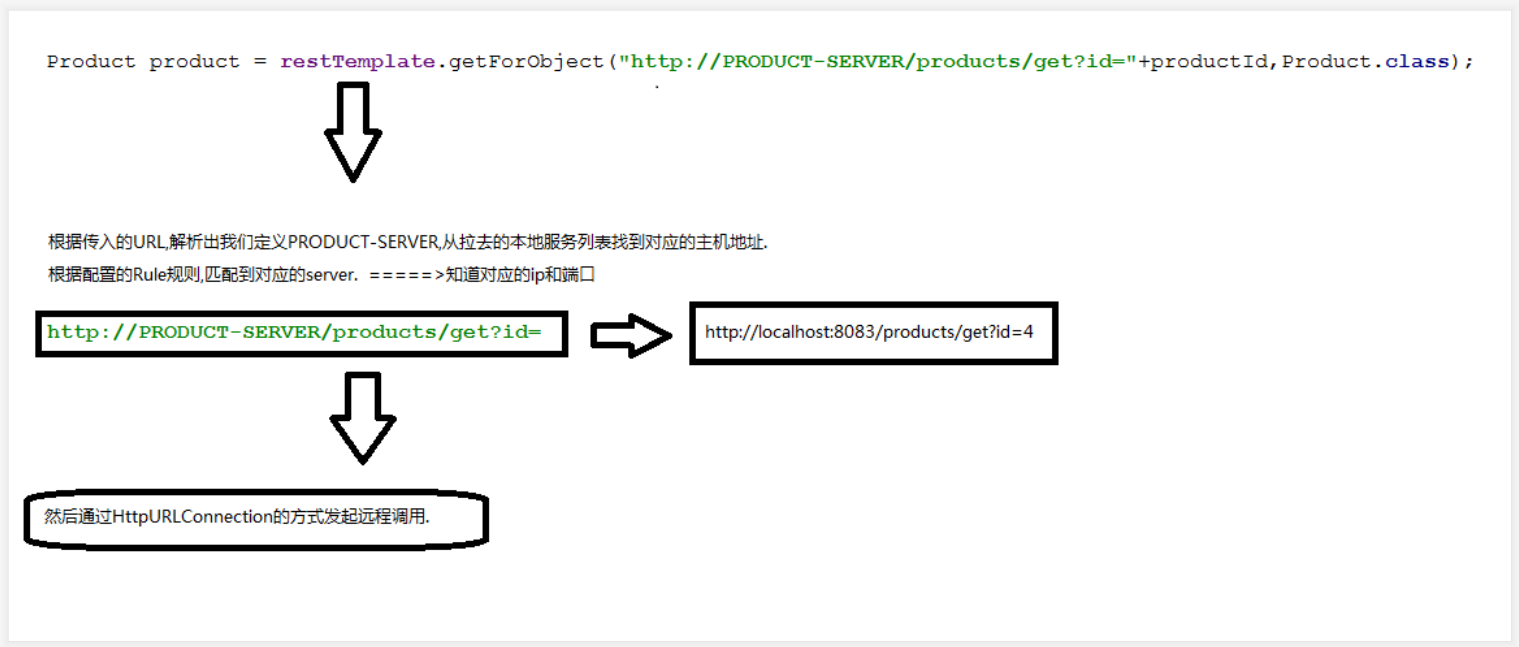 Product product = restTemplate.getForObject("http://PRODUCT-SERVER/products/get?id="+productId,Product.class);
根据传入的URL,解析出我们定义PRODUCT-SERVER,从拉去的本地服务列表找到对应的主机地址.
根据配置的Rule规则,匹配到对应的server. =====>知道对应的ip和端口
http://PRODUCT-SERVER/products/get?id=
http://localhost:8083/products/get?id=4
然后通过HttpURLConnection的方式发起远程调用.